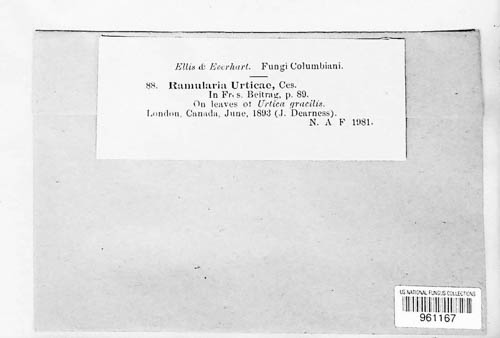 Ellis & Everhart. Fungi Columbiani.
88. Ramularia Urticae, Ces.
In Fres. Beitrag, p. 89.
On leaves of Urtica gracilis.
London, Canada, June, 1893 (J. Dearness).
N. A F 1981.
US NATIONAL FUNGUS COLLECTIONS
961167